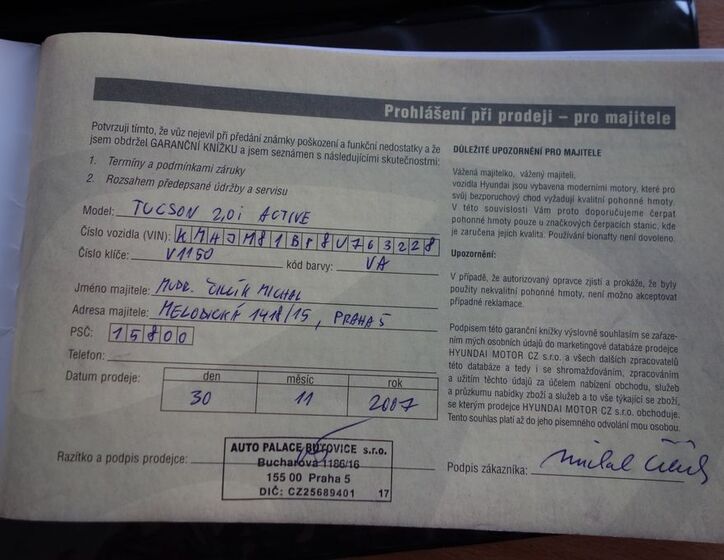 Prohlášení při prodeji – pro majitele
Potvrzuji tímto, že vůz nejevil při předání známky poškození a funkční nedostatky a že
jsem obdržel GARANČNÍ KNÍŽKU a jsem seznámen s následujícími skutečnostmi:
1. Termíny a podmínkami záruky
2. Rozsahem předepsané údržby a servisu
Model: TUCSON 2,0i ACTIVE
Číslo vozidla (VIN): KMHJM81BP8U763228
Číslo klíče: V1150 kód barvy: VA
Jméno majitele: MUDr. MICHAL
Adresa majitele: MELODICKÁ 1418/15, PRAHA 5
PSČ: 15800
Telefon:
Datum prodeje: den měsíc rok
30 11 2007
Razítko a podpis prodejce:
AUTO PALACE BUTOVICE s.r.o.
Bucharova 1186/16
155 00 Praha 5
DIČ: CZ25689401 17
DŮLEŽITÉ UPOZORNĚNÍ PRO MAJITELE
Vážená majitelko, vážený majiteli,
vozidla Hyundai jsou vybavena moderními motory, které pro
svůj bezporuchový chod vyžadují kvalitní pohonné hmoty.
V této souvislosti Vám proto doporučujeme čerpat
pohonné hmoty pouze u značkových čerpacích stanic, kde
je zaručena jejich kvalita. Používání bionafty není dovoleno.
Upozornění:
V případě, že autorizovaný opravce zjistí a prokáže, že byly
použity nekvalitní pohonné hmoty, není možno akceptovat
případné reklamace.
Podpisem této garanční knížky výslovně souhlasím se zařaze-
ním mých osobních údajů do marketingové databáze prodejce
HYUNDAI MOTOR CZ s.r.o. a všech dalších zpracovatelů
této databáze a tedy i se shromažďováním, zpracováním
a užitím těchto údajů za účelem nabízení obchodu, služeb
a průzkumu nabídky zboží a služeb a to vše týkající se zboží,
se kterým prodejce HYUNDAI MOTOR CZ s.r.o. obchoduje.
Tento souhlas platí až do jeho písemného odvolání mou osobou.
Podpis zákazníka: